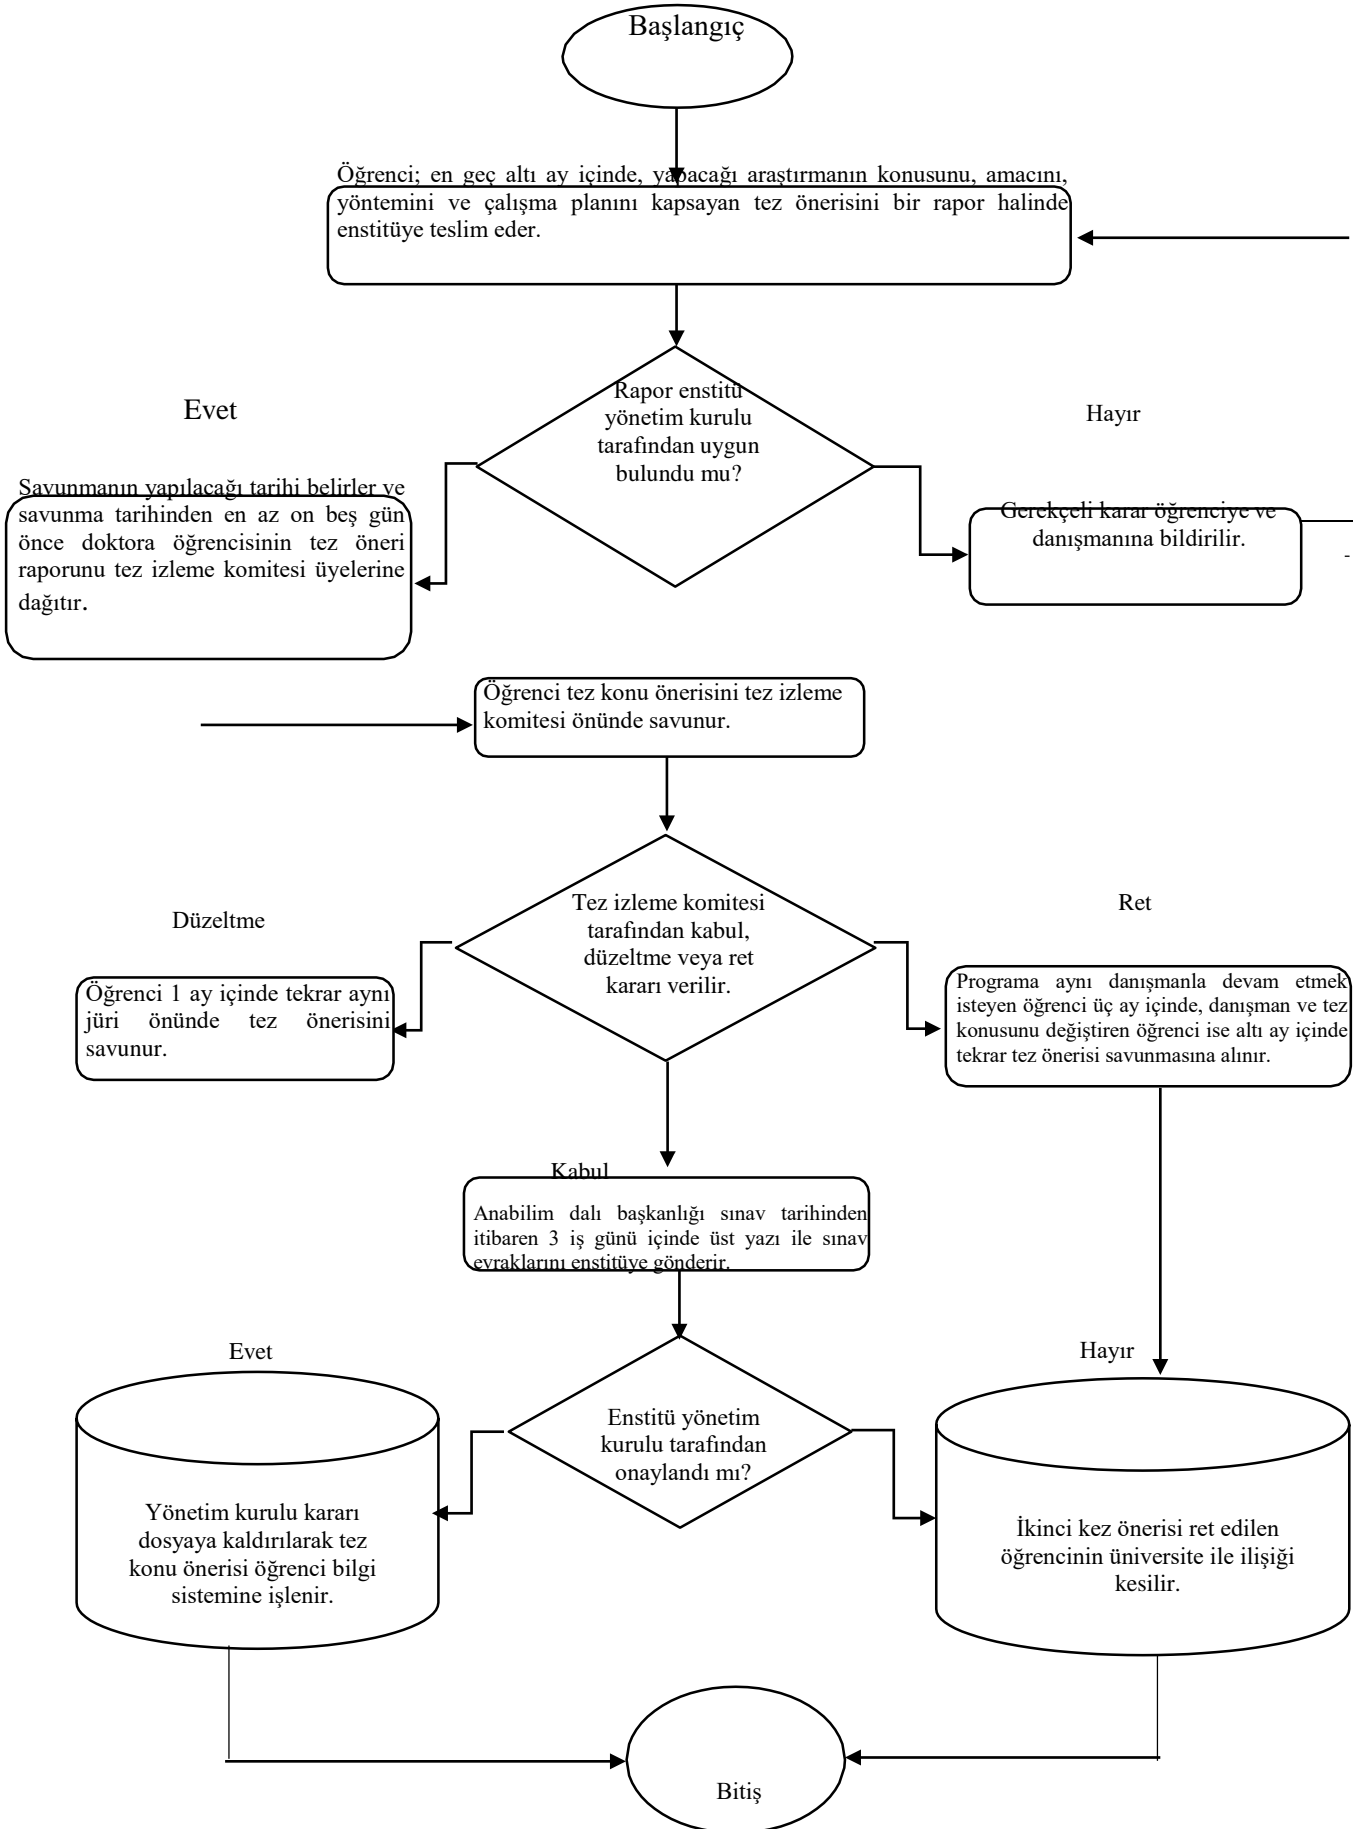 Başlangıç
Öğrenci; en geç altı ay içinde, yapacağı araştırmanın konusunu, amacını,
yöntemini ve çalışma planını kapsayan tez önerisini bir rapor halinde
enstitüye teslim eder.
Rapor enstitü
yönetim kurulu
tarafından uygun
bulundu mu?
Evet
Hayır
Savunmanın yapılacağı tarihi belirler ve
savunma tarihinden en az on beş gün
önce doktora öğrencisinin tez öneri
raporunu tez izleme komitesi üyelerine
dağıtır.
Gerekçeli karar öğrenciye ve
danışmanına bildirilir.
-
Öğrenci tez konu önerisini tez izleme
komitesi önünde savunur.
Tez izleme komitesi
tarafından kabul,
düzeltme veya ret
kararı verilir.
Düzeltme
Ret
Öğrenci 1 ay içinde tekrar aynı
jüri önünde tez önerisini
savunur.
Programa aynı danışmanla devam etmek
isteyen öğrenci üç ay içinde, danışman ve tez
konusunu değiştiren öğrenci ise altı ay içinde
tekrar tez önerisi savunmasına alınır.
Kabul
Anabilim dalı başkanlığı sınav tarihinden
itibaren 3 iş günü içinde üst yazı ile sınav
evraklarını enstitüye gönderir.
Evet
Hayır
Enstitü yönetim
kurulu tarafından
onaylandı mı?
Yönetim kurulu kararı
dosyaya kaldırılarak tez
konu önerisi öğrenci bilgi
sistemine işlenir.
İkinci kez önerisi ret edilen
öğrencinin üniversite ile ilişiği
kesilir.
Bitiş